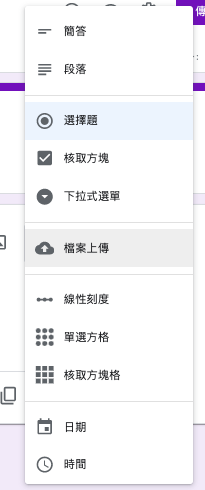 簡答
段落
選擇題
核取方塊
下拉式選單
檔案上傳
線性刻度
單選方格
核取方塊格
日期
時間